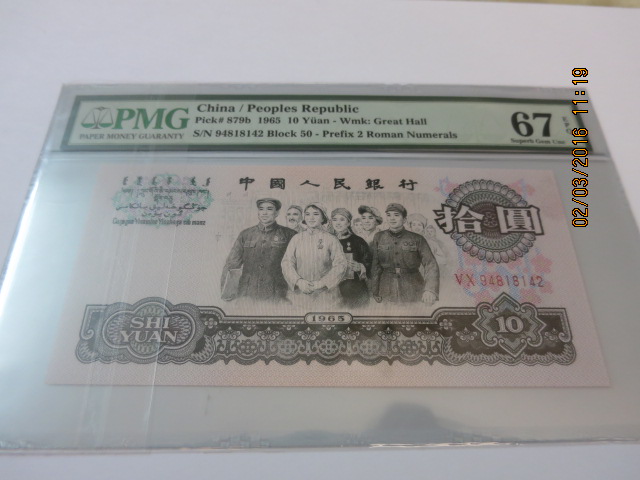 PMG
PAPER MONEY GUARANTY
China / Peoples Republic
Pick# 879b 1965 10 Yüan - Wmk: Great Hall
S/N 94818142 Block 50 - Prefix 2 Roman Numerals
67
Superb Gem Unc
中國人民銀行
拾圓
VX 94818142
1965
SHI
YUAN
10
02/03/2016 11:19